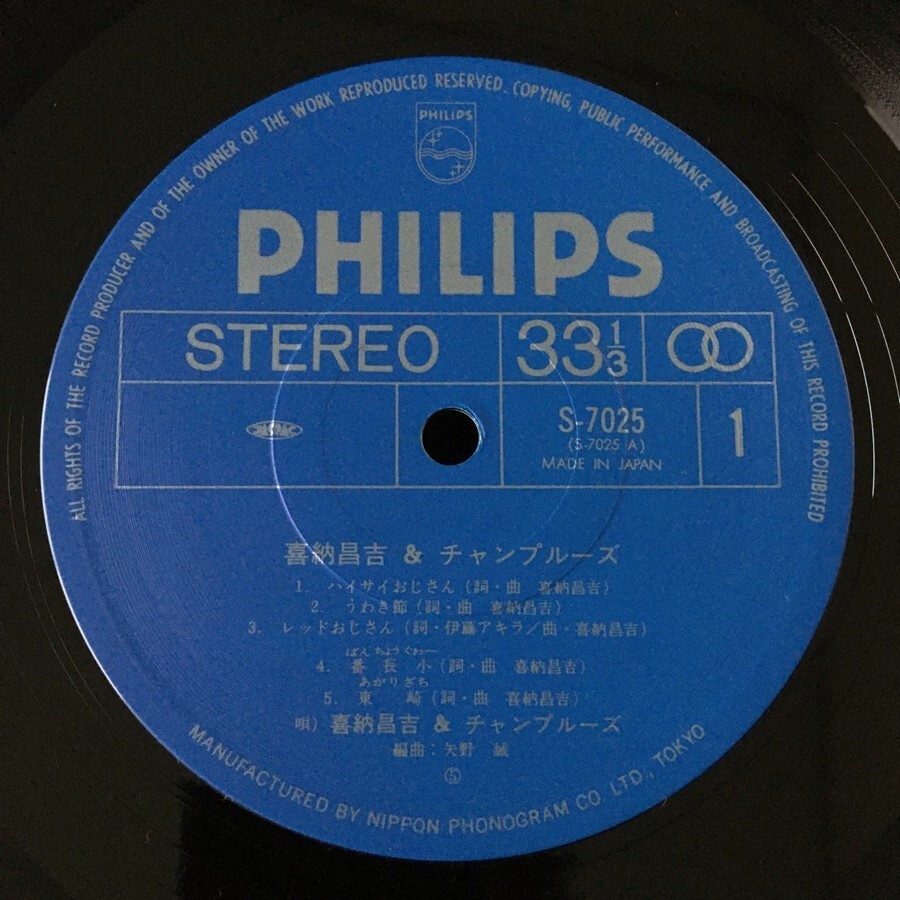 ALL RIGHTS OF THE RECORD PRODUCER AND OF THE OWNER OF THE WORK REPRODUCED RESERVED. COPYING, PUBLIC PERFORMANCE AND BROADCASTING OF THIS RECORD PROHIBITED
PHILIPS
PHILIPS
STEREO 33 1/3
S-7025
(S-7025 A)
MADE IN JAPAN
1
喜納昌吉 & チャンプルーズ
1. ハイサイおじさん (詞・曲 喜納昌吉)
2. うわき節 (詞・曲 喜納昌吉)
3. レッドおじさん (詞・伊藤アキラ/曲・喜納昌吉)
ばんちょうぐわー
4. 番長小 (詞・曲 喜納昌吉)
あがりざち
5. 東崎 (詞・曲 喜納昌吉)
唄) 喜納昌吉 & チャンプルーズ
編曲:矢野 誠
⑤
MANUFACTURED BY NIPPON PHONOGRAM CO. LTD., TOKYO